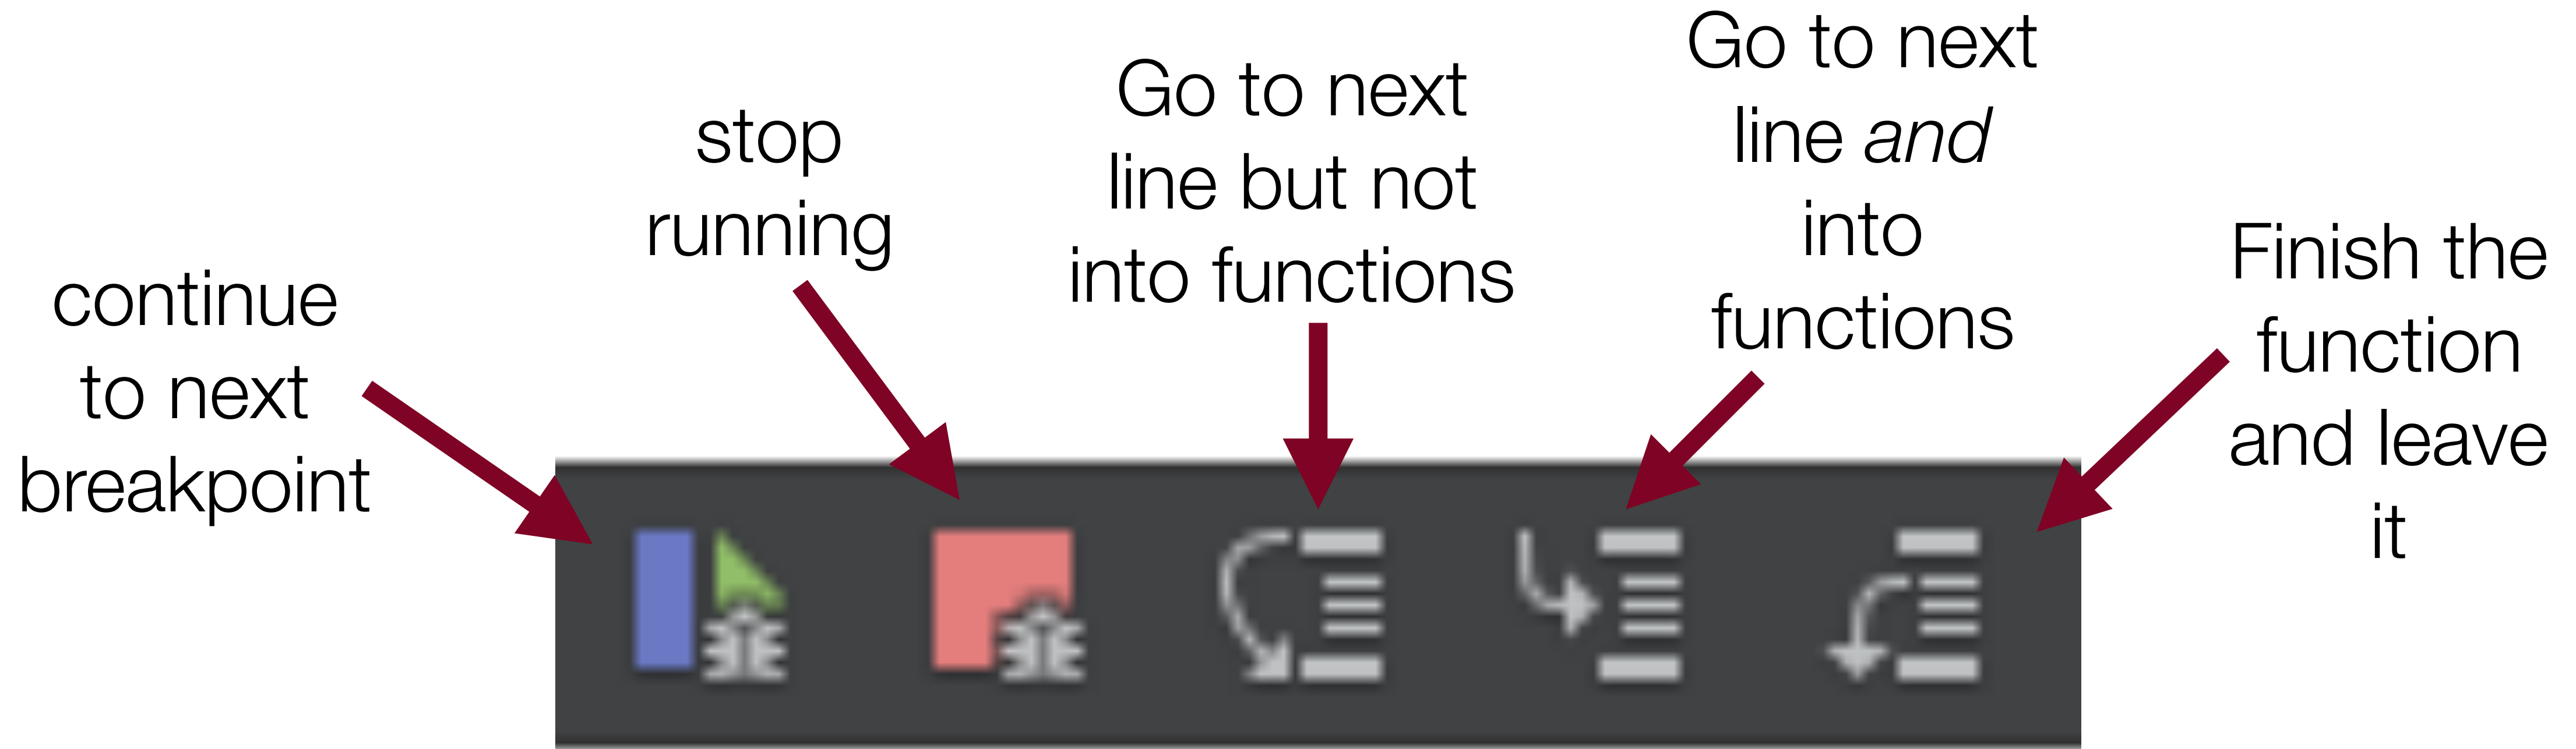 continue
to next
breakpoint
stop
running
Go to next
line but not
into functions
Go to next
line and
into
functions
Finish the
function
and leave
it